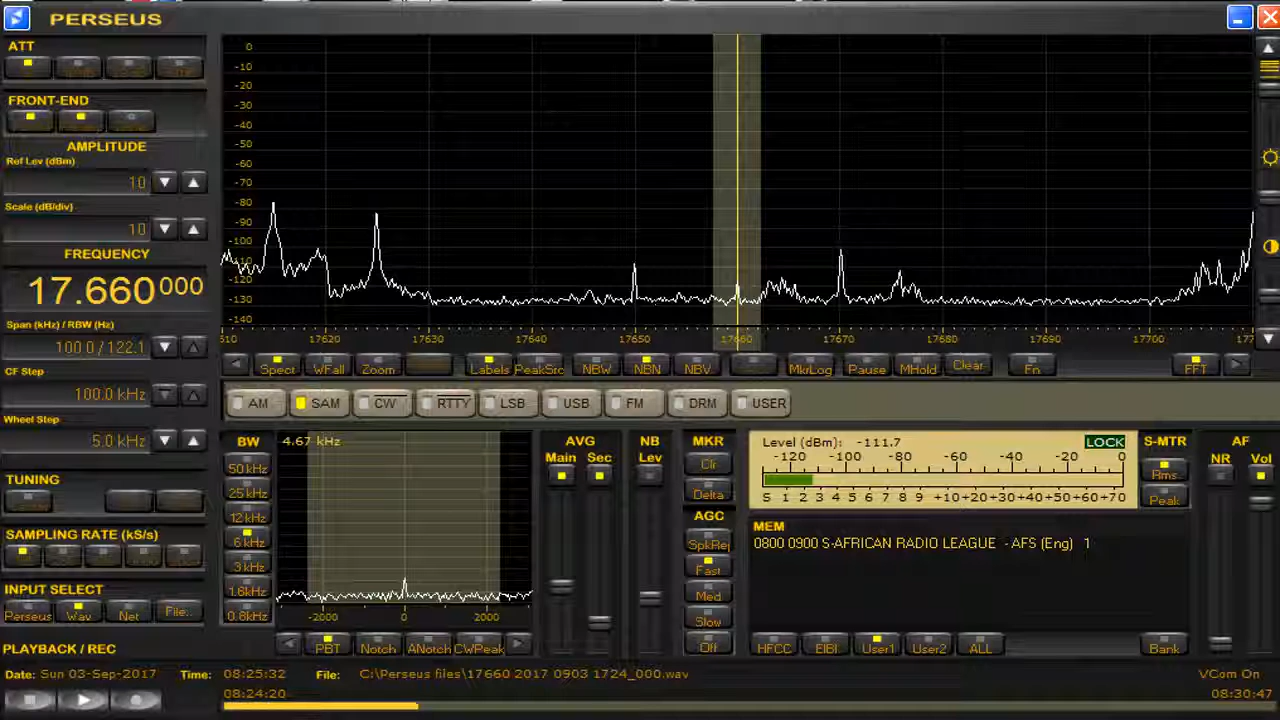 PERSEUS
ATT
FRONT-END
AMPLITUDE
Ref Lev (dBm)
10
Scale (dB/div)
10
FREQUENCY
17.660000
Span (kHz) / RBW (Hz)
100.0/122.1
CF Step
100.0 kHz
Wheel Step
5.0 kHz
TUNING
SAMPLING RATE (kS/s)
INPUT SELECT
Perseus Wav Net File..
PLAYBACK / REC
0
-10
-20
-30
-40
-50
-60
-70
-80
-90
-100
-110
-120
-130
-140
510 17620 17630 17640 17650 17660 17670 17680 17690 17700 177
Spect WFall Zoom Labels PeakSrc NBW NBN NBV MkrLog Pause MHold Clear Fn FFT
AM SAM CW RTTY LSB USB FM DRM USER
BW
50 kHz
25 kHz
12 kHz
6 kHz
3 kHz
1.6kHz
0.8kHz
4.67 kHz
-2000 0 2000
PBT Notch ANotch CWPeak
AVG
Main Sec
NB
Lev
MKR
Clr
Delta
AGC
SpkRej
Fast
Med
Slow
Off
Level (dBm): -111.7 LOCK
-120 -100 -80 -60 -40 -20 0
S 1 2 3 4 5 6 7 8 9 +10+20+30+40+50+60+70
S-MTR
Rms
Peak
AF
NR Vol
MEM
0800 0900 S-AFRICAN RADIO LEAGUE - AFS (Eng) 1
HFCC EIBI User1 User2 ALL Bank
Date: Sun 03-Sep-2017 Time: 08:25:32 File: C:\Perseus files\17660 2017 0903 1724_000.wav VCom On
08:24:20 08:30:47